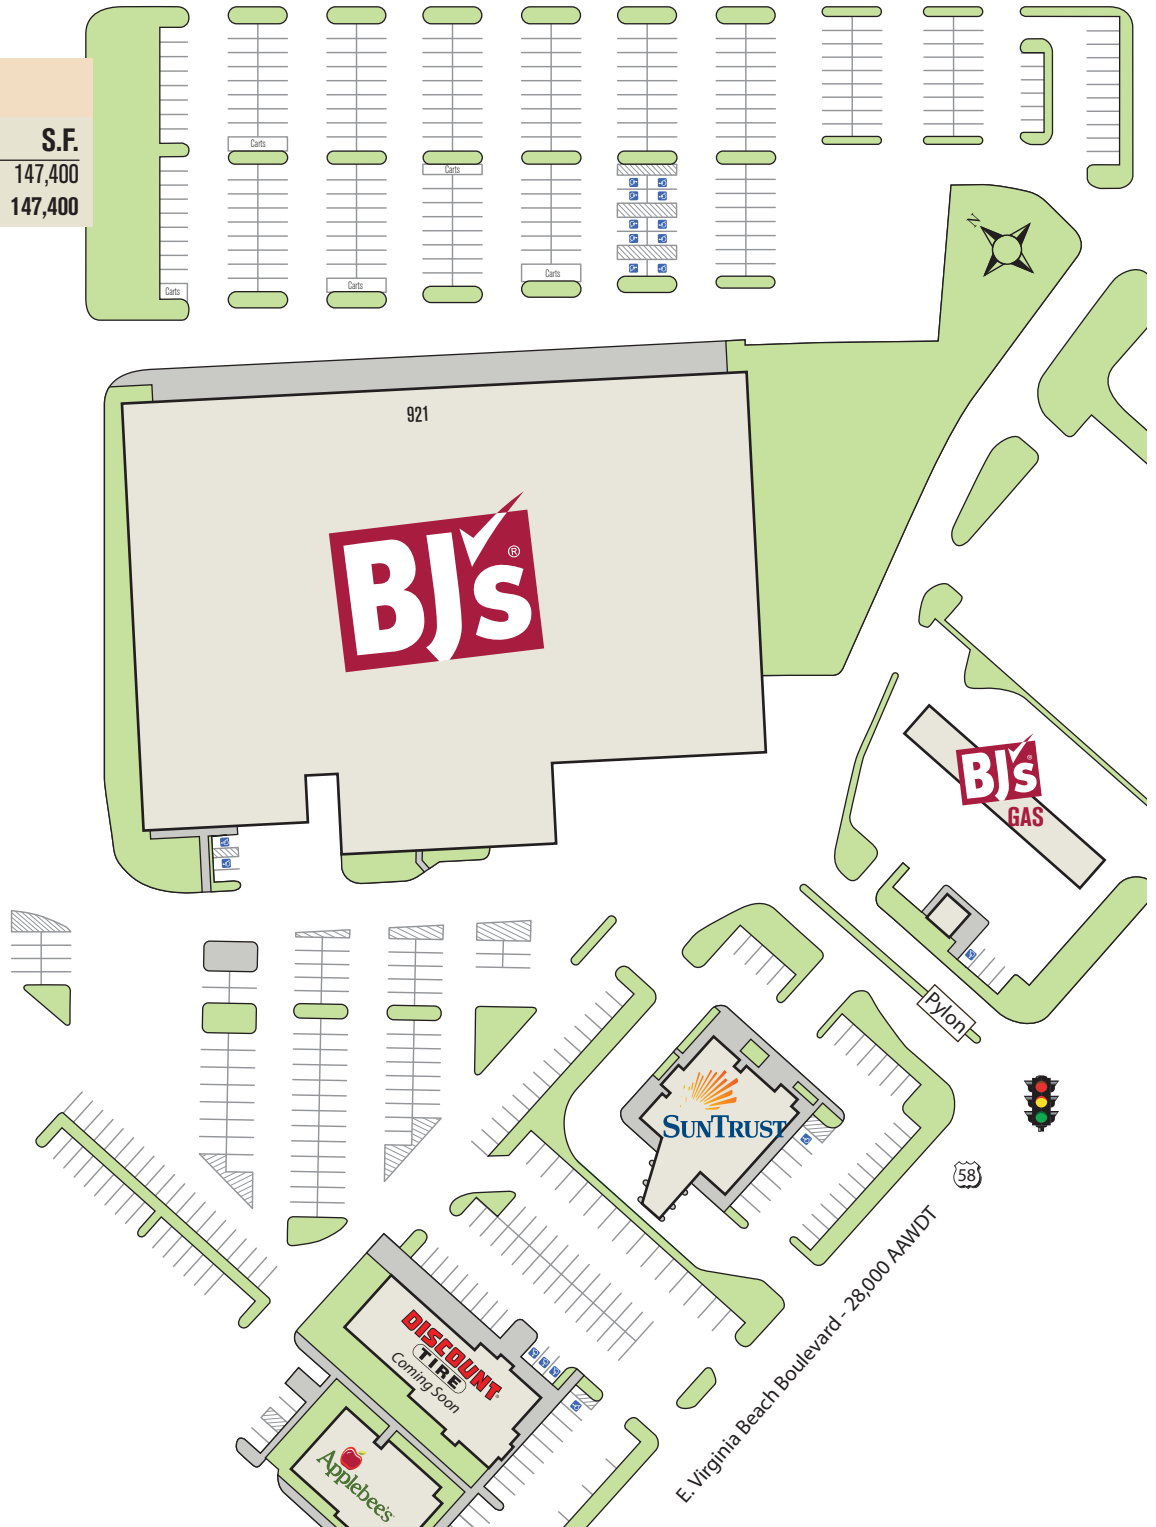 S.F.
147,400
147,400
Carts
Carts
Carts
Carts
Carts
N
921
BJ's®
BJ's®
GAS
Pylon
SUNTRUST
58
E. Virginia Beach Boulevard - 28,000 AAWDT
DISCOUNT
TIRE
Coming Soon
Applebee's